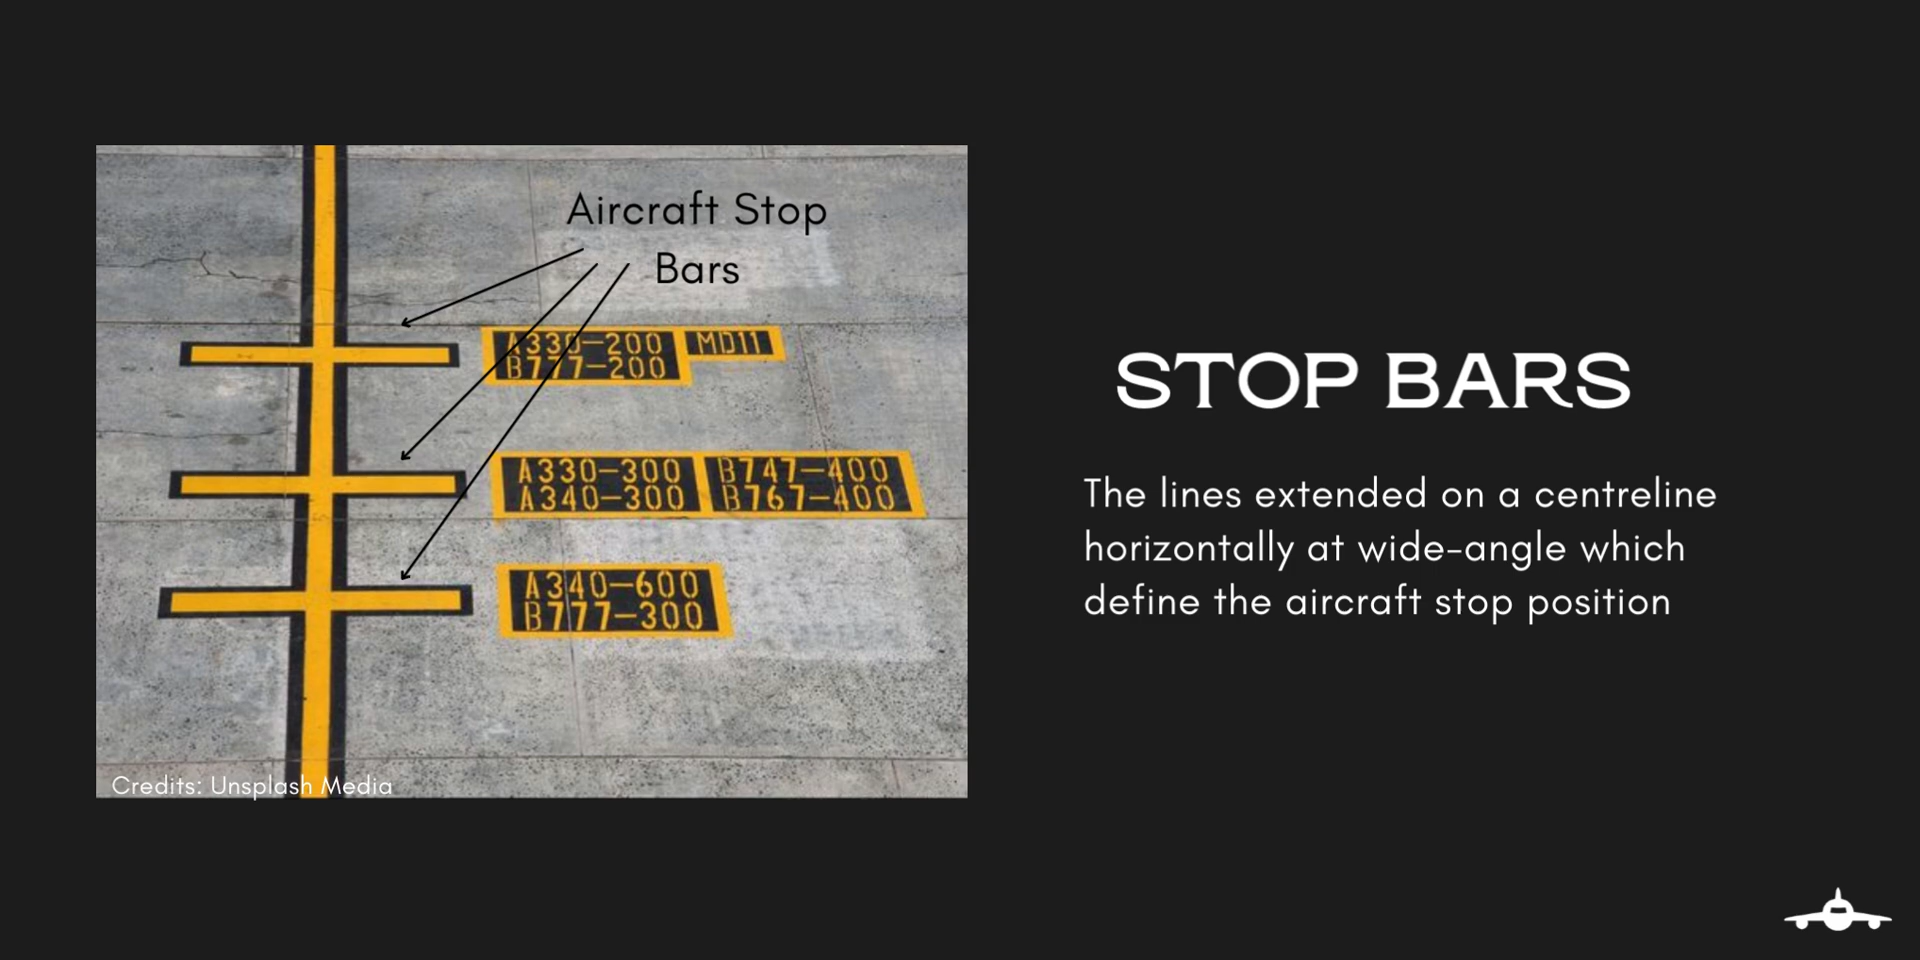 Aircraft Stop
Bars
A330-200 MD11
B777-200
A330-300 B747-400
A340-300 B767-400
A340-600
B777-300
Credits: Unsplash Media
STOP BARS
The lines extended on a centreline
horizontally at wide-angle which
define the aircraft stop position